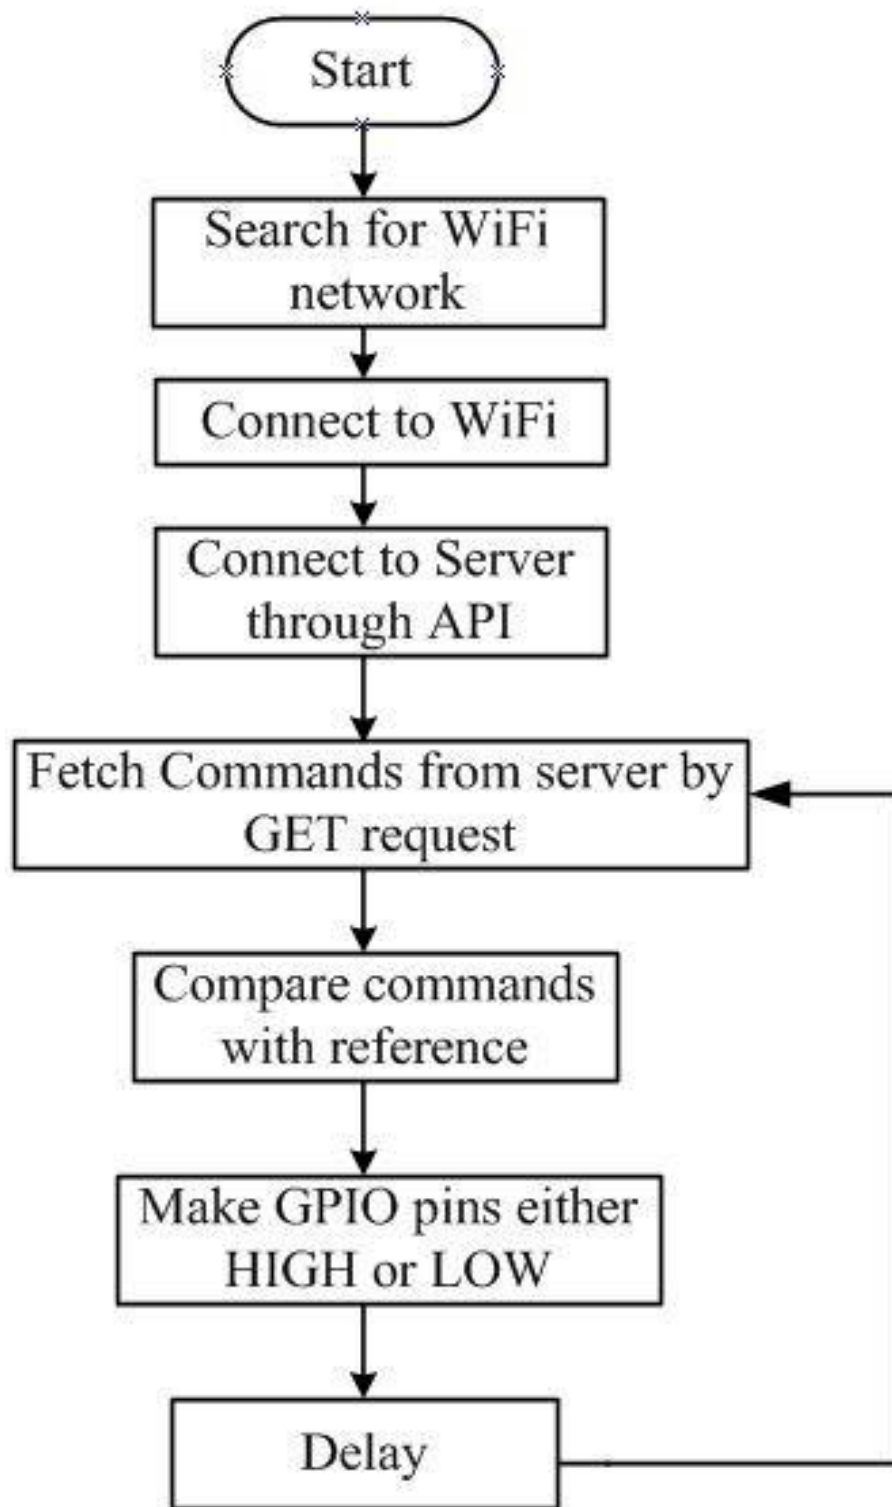 Start
Search for WiFi
network
Connect to WiFi
Connect to Server
through API
Fetch Commands from server by
GET request
Compare commands
with reference
Make GPIO pins either
HIGH or LOW
Delay